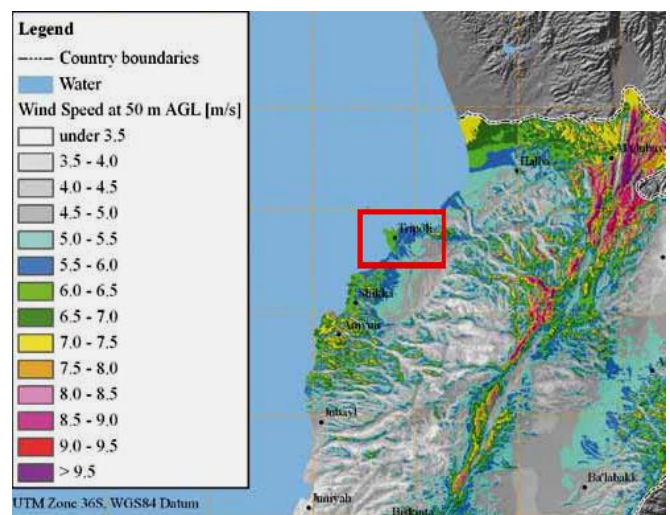 Legend
Country boundaries
Water
Wind Speed at 50 m AGL [m/s]
under 3.5
3.5 - 4.0
4.0 - 4.5
4.5 - 5.0
5.0 - 5.5
5.5 - 6.0
6.0 - 6.5
6.5 - 7.0
7.0 - 7.5
7.5 - 8.0
8.0 - 8.5
8.5 - 9.0
9.0 - 9.5
> 9.5
UTM Zone 36S, WGS84 Datum
Halba
Tripoli
Shikka
Amyun
Jubayl
Ba'labakk
Juniyah
Biskinta